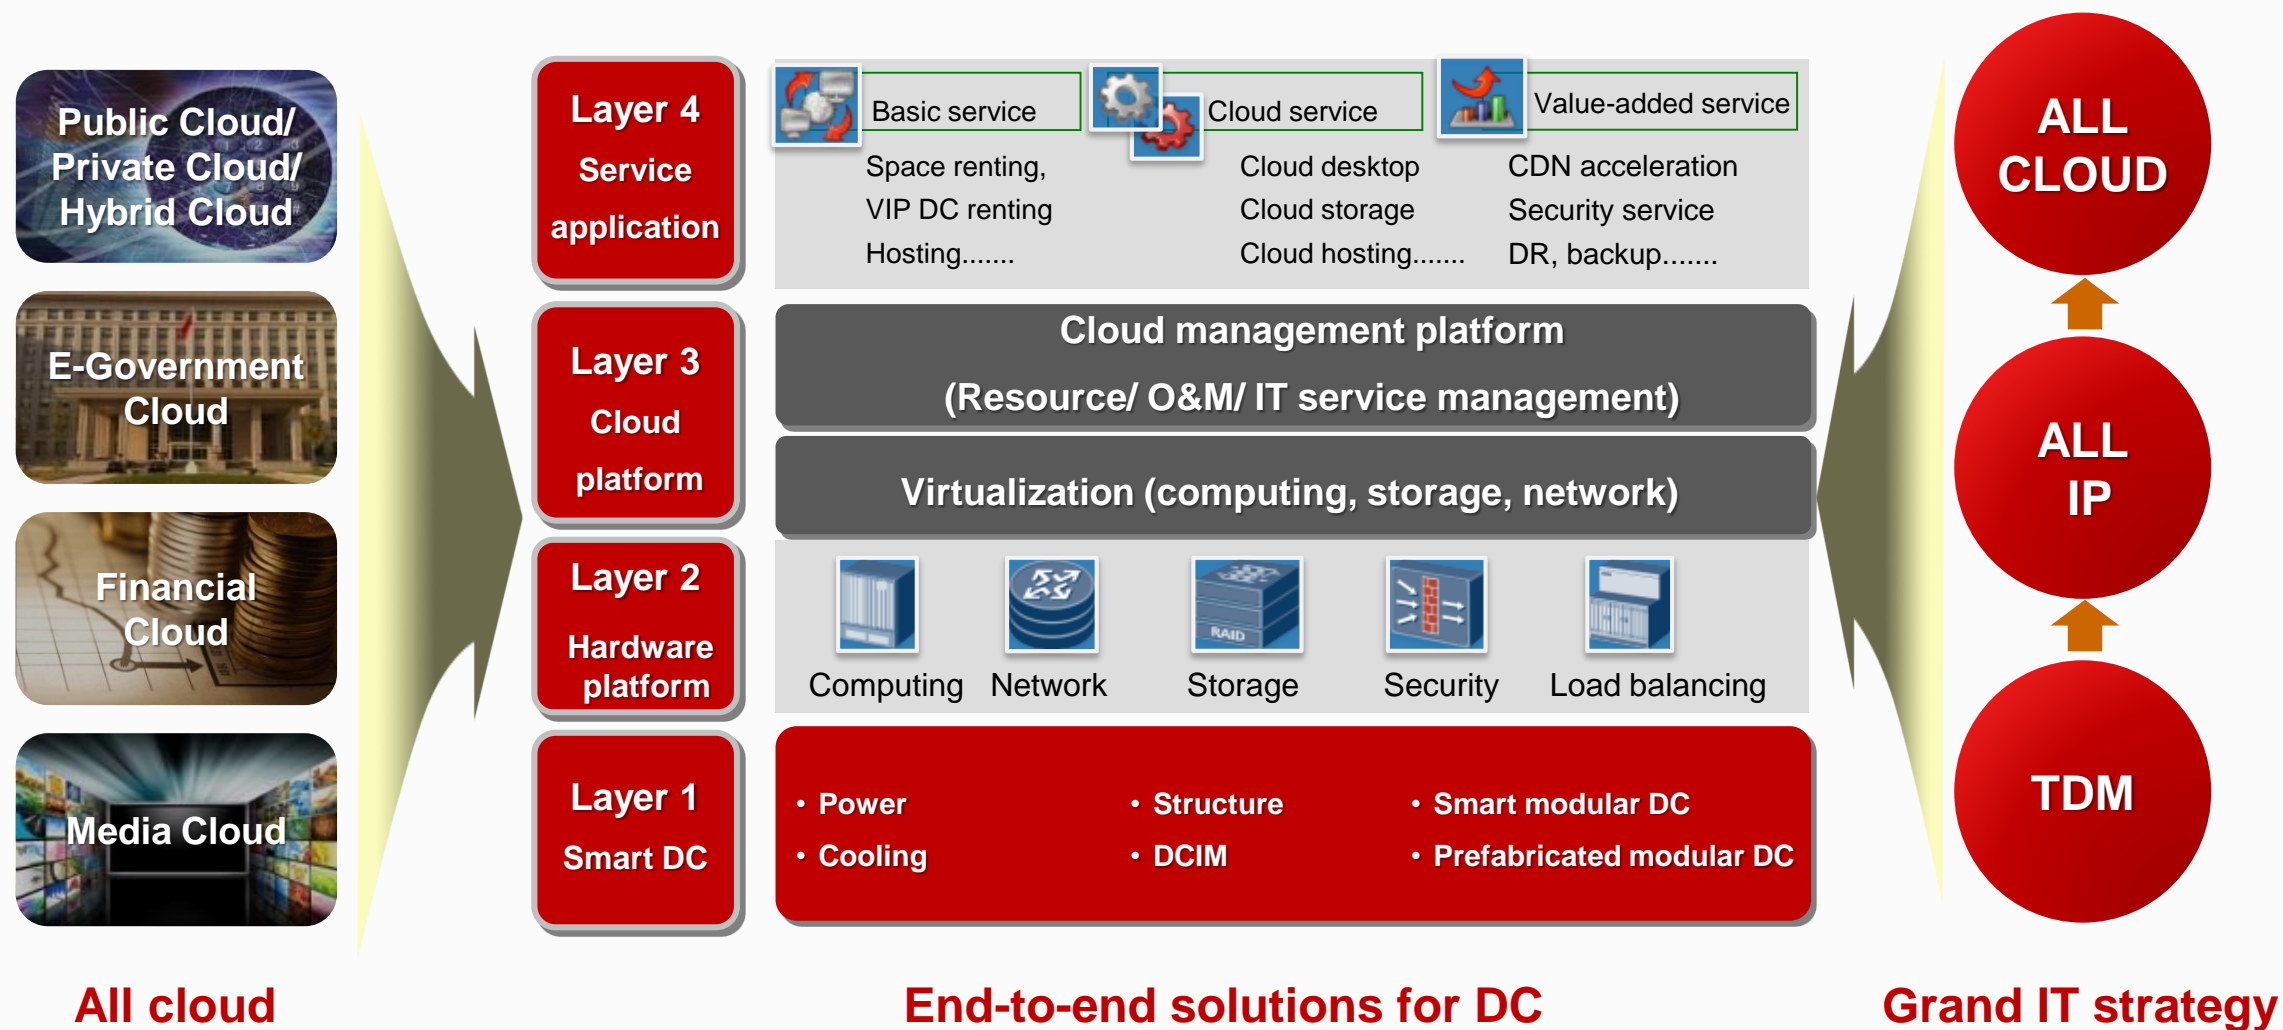 Public Cloud/
Private Cloud/
Hybrid Cloud
E-Government
Cloud
Financial
Cloud
Media Cloud
All cloud
Layer 4
Service
application
Basic service
Space renting,
VIP DC renting
Hosting.......
Cloud service
Cloud desktop
Cloud storage
Cloud hosting.......
Value-added service
CDN acceleration
Security service
DR, backup.......
Layer 3
Cloud
platform
Cloud management platform
(Resource/ O&M/ IT service management)
Virtualization (computing, storage, network)
Layer 2
Hardware
platform
RAID
Computing
Network
Storage
Security
Load balancing
Layer 1
Smart DC
• Power
• Cooling
• Structure
• DCIM
• Smart modular DC
• Prefabricated modular DC
End-to-end solutions for DC
ALL
CLOUD
ALL
IP
TDM
Grand IT strategy